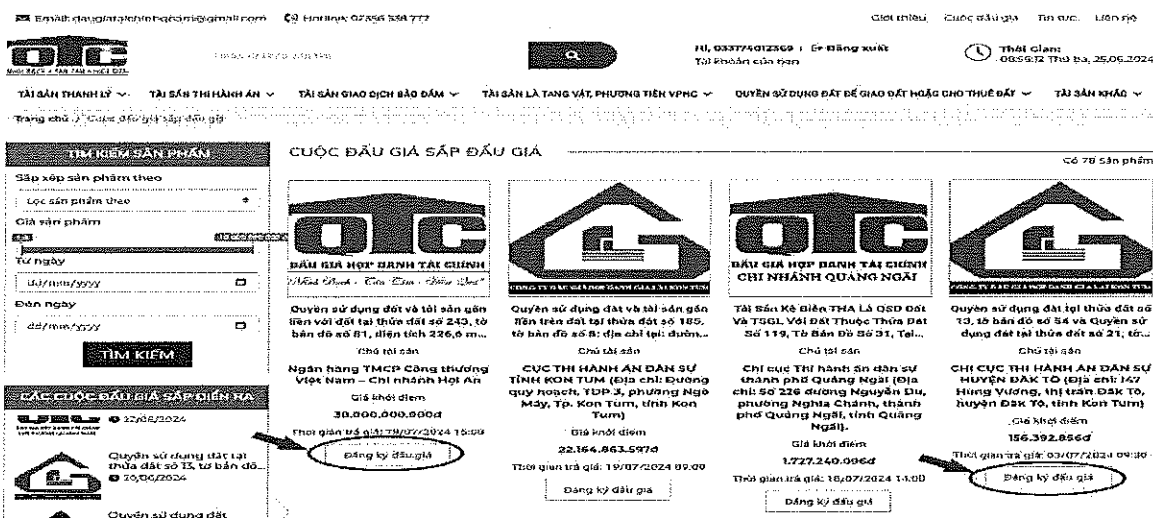 Hotline: 02356 538 777
Giới thiệu Cuộc đấu giá Tin tức Liên hệ
OTC
Hi, 033174012369 | Đăng xuất
Tài khoản của bạn
Thời Gian:
08:56:12 Thứ ba, 25,06,2024
TÀI SẢN THANH LÝ
TÀI SẢN THI HÀNH ÁN
TÀI SẢN GIAO DỊCH BẢO ĐẢM
TÀI SẢN LÀ TANG VẬT, PHƯƠNG TIỆN VPHC
QUYỀN SỬ DỤNG ĐẤT ĐỂ GIAO ĐẤT HOẶC CHO THUÊ ĐẤT
TÀI SẢN KHÁC
Trang chủ / Cuộc đấu giá sắp đấu giá
TÌM KIẾM SẢN PHẨM
Sắp xếp sản phẩm theo
Lọc sản phẩm theo
Giá sản phẩm
Từ ngày
dd/mm/yyyy
Đến ngày
dd/mm/yyyy
TÌM KIẾM
CÁC CUỘC ĐẤU GIÁ SẮP DIỄN RA
22/06/2024
Quyền sử dụng đất tại
thửa đất số 13, tờ bản đồ...
20/06/2024
Quyền sử dụng đất
CUỘC ĐẤU GIÁ SẮP ĐẤU GIÁ
Có 78 sản phẩm
OTC
ĐẤU GIÁ HỢP DANH TÀI CHÍNH
Quyền sử dụng đất và tài sản gắn
liền với đất tại thửa đất số 243, tờ
bản đồ số 81, diện tích 226,6 m...
Chủ tài sản
Ngân hàng TMCP Công thương
Việt Nam – Chi nhánh Hội An
Giá khởi điểm
30.000.000.000đ
Thời gian trả giá: 19/07/2024 15:00
Đăng ký đấu giá
Quyền sử dụng đất và tài sản gắn
liền trên đất tại thửa đất số 185,
tờ bản đồ số 8; địa chỉ tại: đườn...
Chủ tài sản
CỤC THI HÀNH ÁN DÂN SỰ
TỈNH KON TUM (Địa chỉ: Đường
quy hoạch, TDP 3, phường Ngô
Mây, Tp. Kon Tum, tỉnh Kon
Tum)
Giá khởi điểm
22.164.863.597đ
Thời gian trả giá: 19/07/2024 09:00
Đăng ký đấu giá
OTC
ĐẤU GIÁ HỢP DANH TÀI CHÍNH
CHI NHÁNH QUẢNG NGÃI
Tài Sản Kê Biên THA Là QSD Đất
Và TSGL Với Đất Thuộc Thửa Đất
Số 119, Tờ Bản Đồ Số 31, Tại...
Chủ tài sản
Chi cục Thi hành án dân sự
thành phố Quảng Ngãi (Địa
chỉ: Số 226 đường Nguyễn Du,
phường Nghĩa Chánh, thành
phố Quảng Ngãi, tỉnh Quảng
Ngãi).
Giá khởi điểm
1.727.240.096đ
Thời gian trả giá: 18/07/2024 14:00
Đăng ký đấu giá
Quyền sử dụng đất tại thửa đất số
13, tờ bản đồ số 54 và Quyền sử
dụng đất tại thửa đất số 21; tờ...
Chủ tài sản
CHI CỤC THI HÀNH ÁN DÂN SỰ
HUYỆN ĐĂK TÔ (Địa chỉ: 147
Hùng Vương, thị trấn Đăk Tô,
huyện Đăk Tô, tỉnh Kon Tum)
Giá khởi điểm
156.392.856đ
Thời gian trả giá: 03/07/2024 09:30
Đăng ký đấu giá